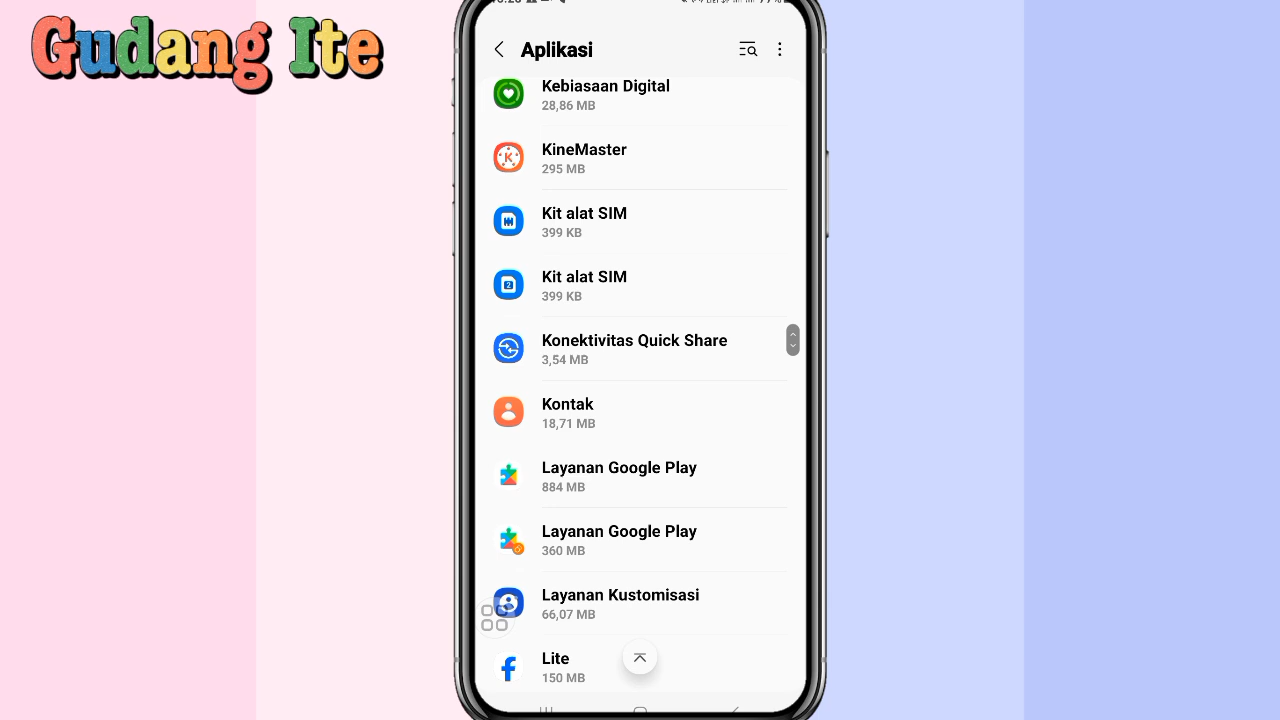 Gudang Ite
Aplikasi
Kebiasaan Digital
28,86 MB
KineMaster
295 MB
Kit alat SIM
399 KB
Kit alat SIM
399 KB
Konektivitas Quick Share
3,54 MB
Kontak
18,71 MB
Layanan Google Play
884 MB
Layanan Google Play
360 MB
Layanan Kustomisasi
66,07 MB
Lite
150 MB